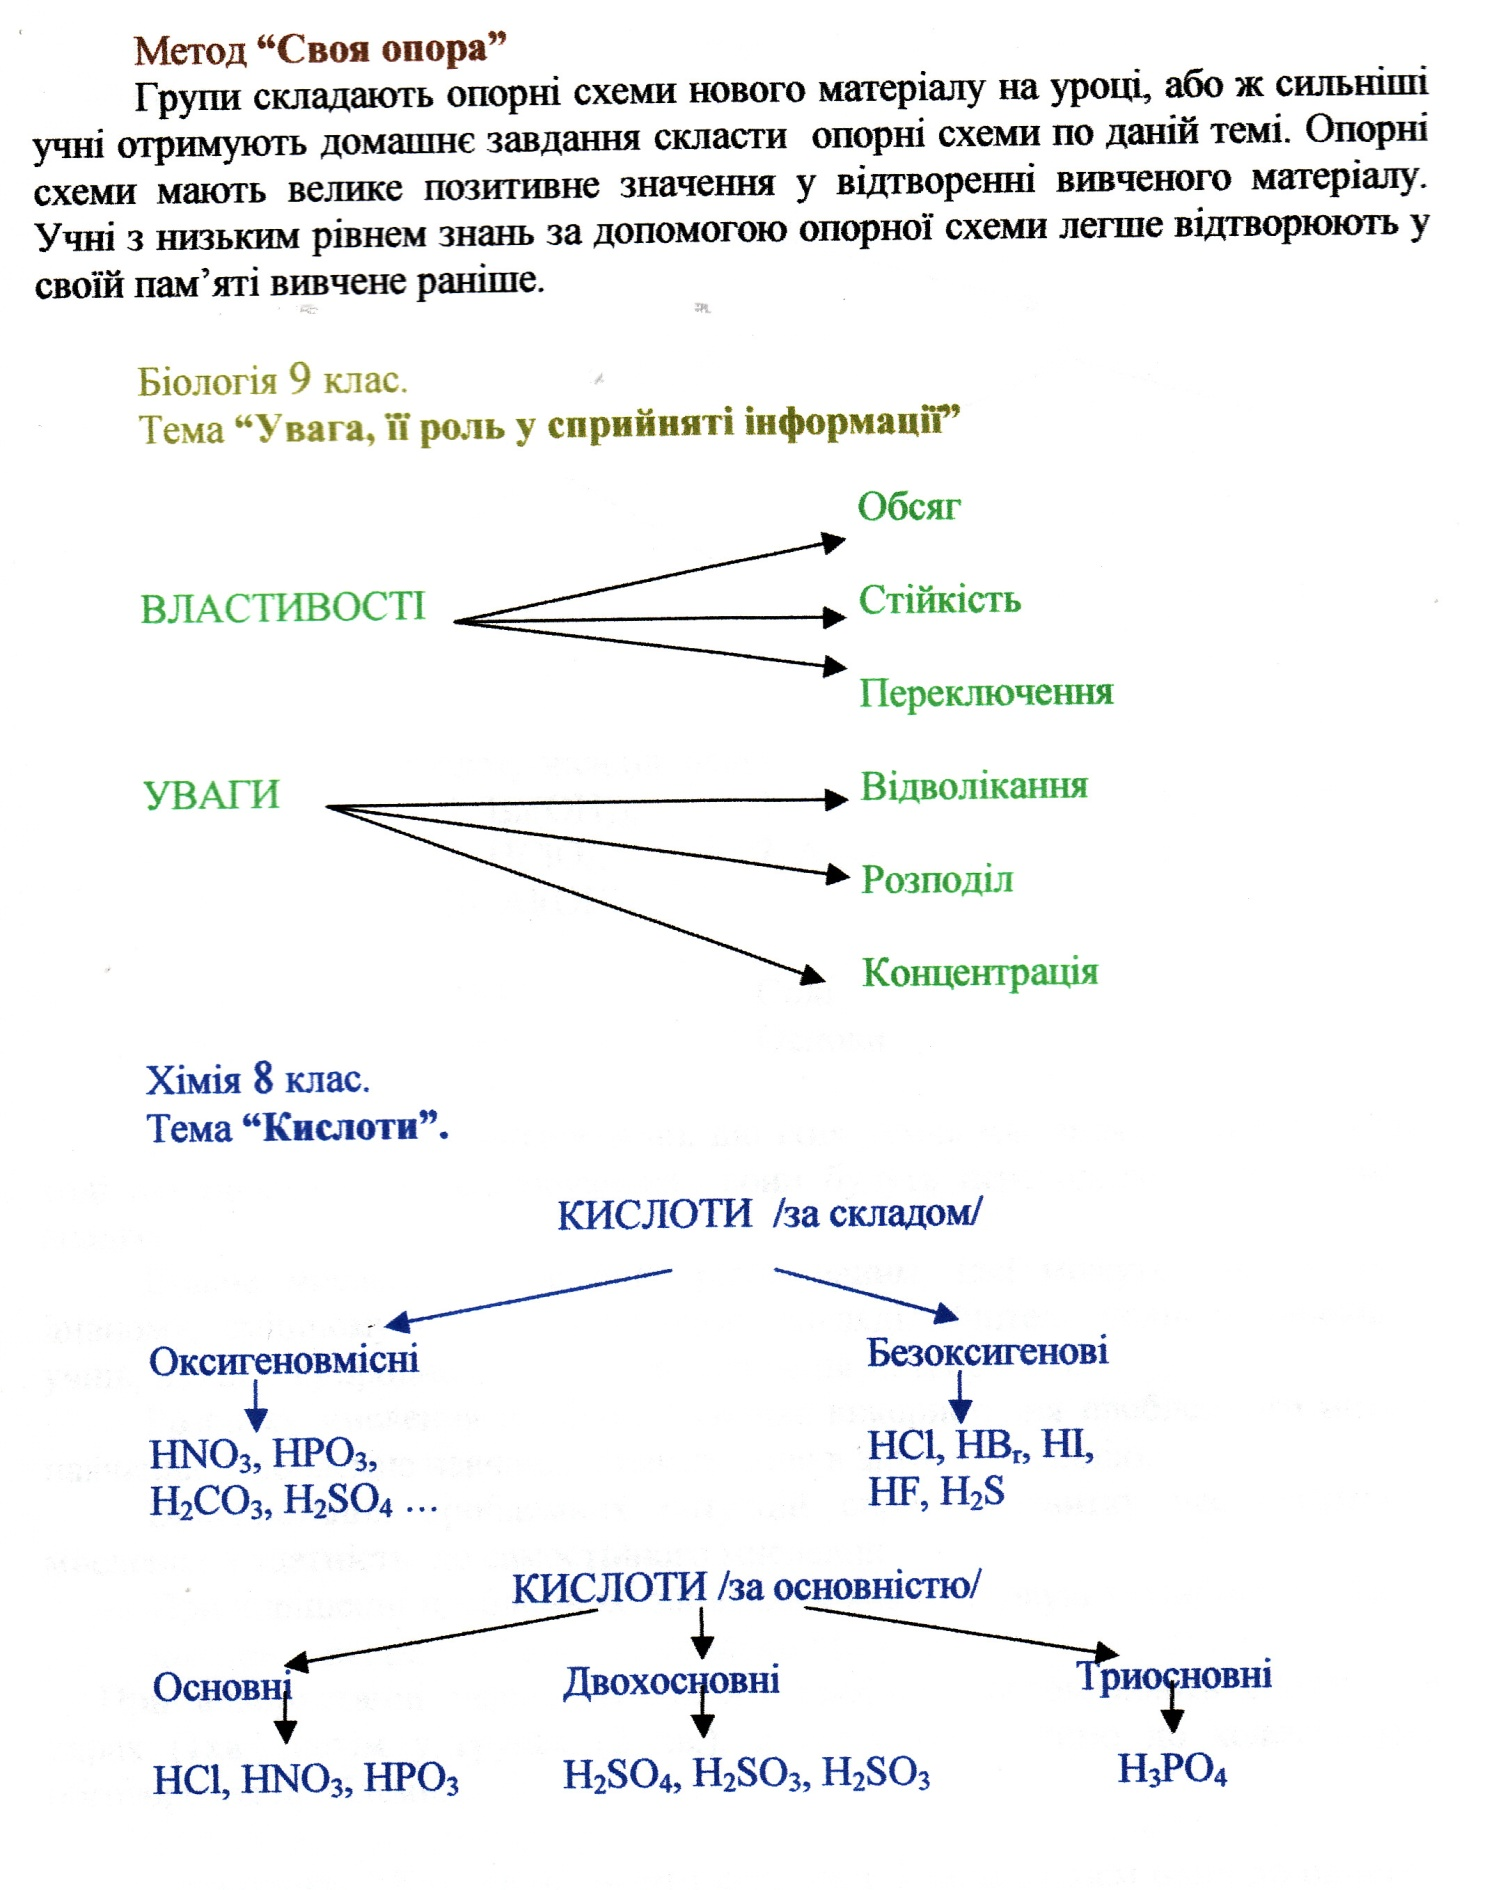 Метод “Своя опора”
Групи складають опорні схеми нового матеріалу на уроці, або ж сильніші
учні отримують домашнє завдання скласти опорні схеми по даній темі. Опорні
схеми мають велике позитивне значення у відтворенні вивченого матеріалу.
Учні з низьким рівнем знань за допомогою опорної схеми легше відтворюють у
своїй пам’яті вивчене раніше.
Біологія 9 клас.
Тема “Увага, її роль у сприйняті інформації”
Обсяг
ВЛАСТИВОСТІ
Стійкість
Переключення
УВАГИ
Відволікання
Розподіл
Концентрація
Хімія 8 клас.
Тема “Кислоти”.
КИСЛОТИ /за складом/
Оксигеновмісні
Безоксигенові
HNO₃, HPO₃,
H₂CO₃, H₂SO₄ ...
HCl, HBᵣ, HI,
HF, H₂S
КИСЛОТИ /за основністю/
Основні
Двохосновні
Триосновні
HCl, HNO₃, HPO₃
H₂SO₄, H₂SO₃, H₂SO₃
H₃PO₄